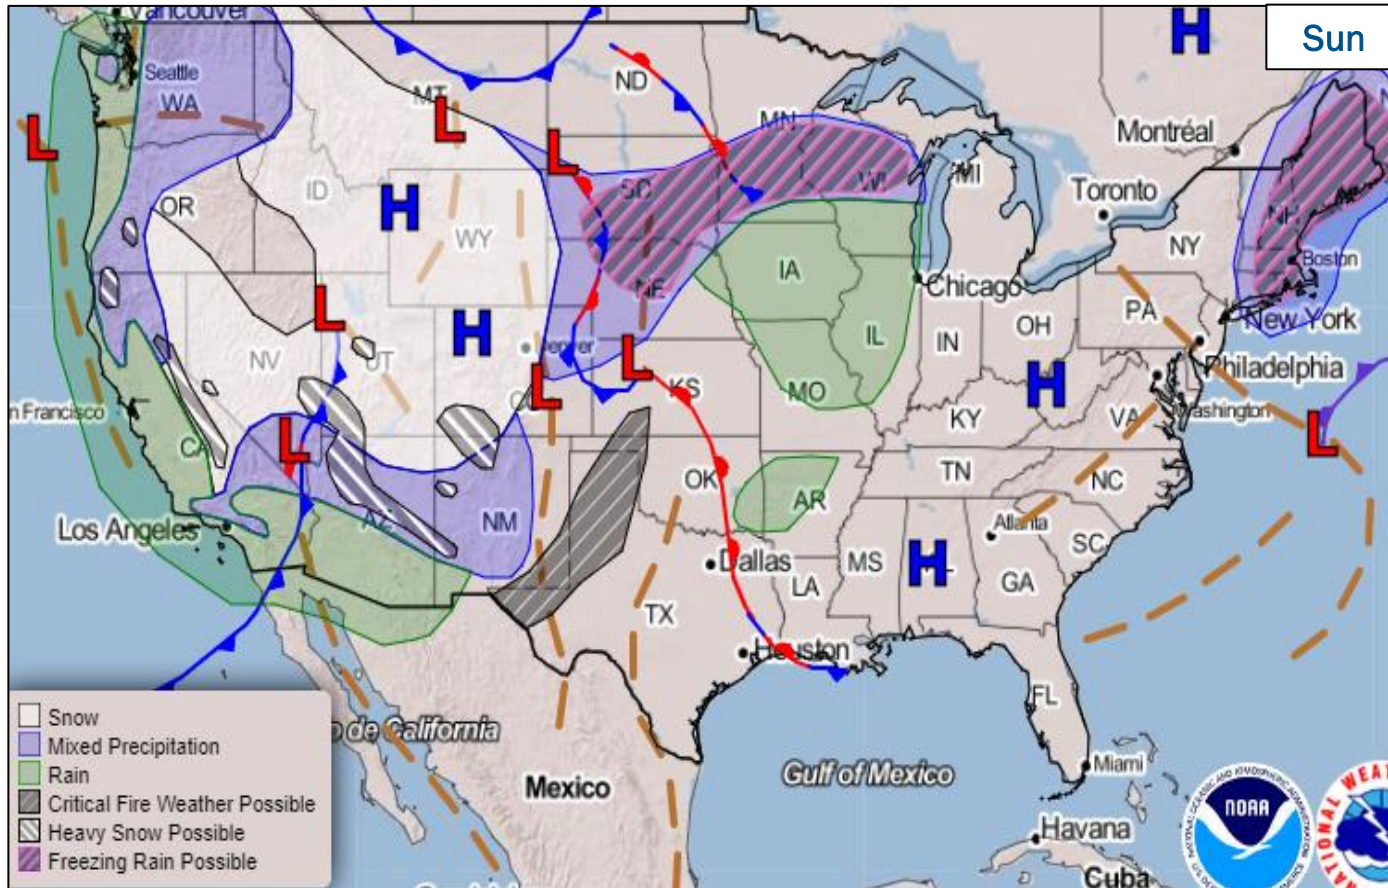 Sun
Vancouver
Seattle
WA
MT
ND
MN
Montréal
OR
ID
SD
WI
MI
Toronto
NH
NY
Boston
WY
NE
IA
Chicago
PA
New York
NV
UT
Denver
IL
IN
OH
Philadelphia
n Francisco
CA
KS
MO
KY
VA
Washington
Los Angeles
AZ
NM
OK
AR
TN
NC
Atlanta
SC
Dallas
LA
MS
GA
TX
Houston
FL
o de California
Mexico
Gulf of Mexico
Miami
Havana
Cuba
L
L
L
L
L
L
L
L
H
H
H
H
H
H
Snow
Mixed Precipitation
Rain
Critical Fire Weather Possible
Heavy Snow Possible
Freezing Rain Possible
NOAA